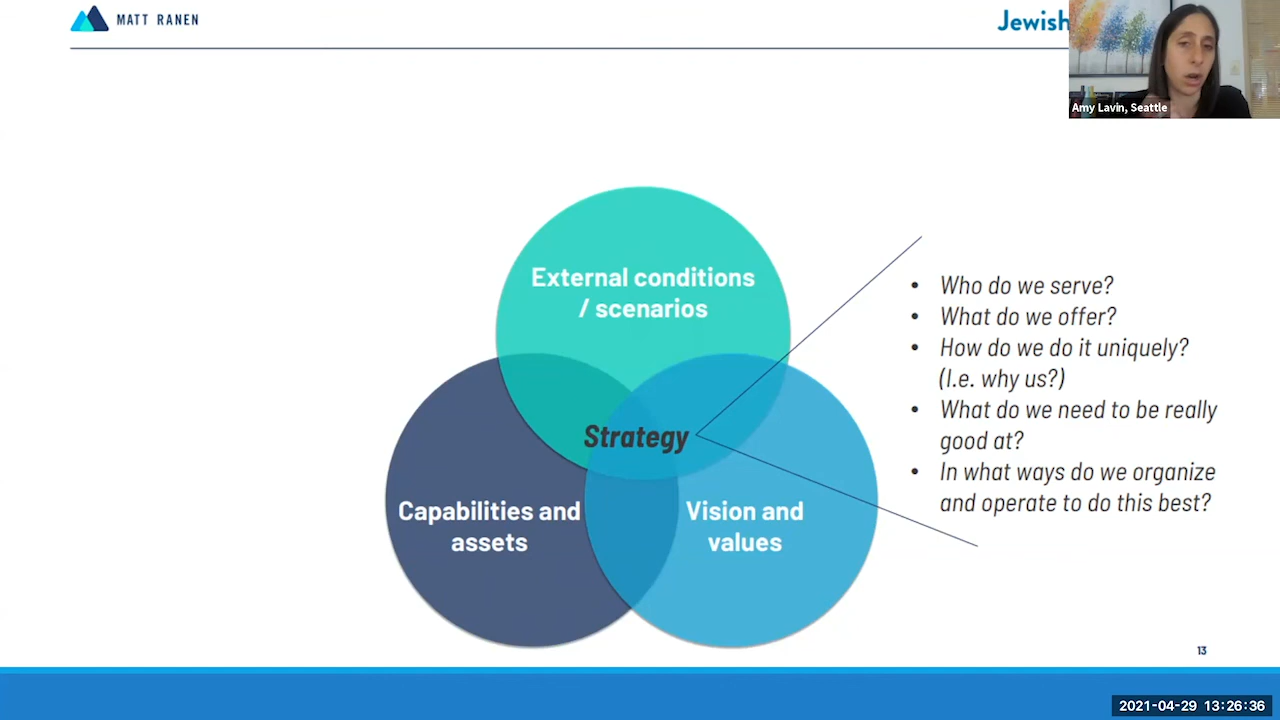 MATT RANEN
Jewish
Amy Lavin, Seattle
External conditions
/ scenarios
Strategy
Capabilities and
assets
Vision and
values
• Who do we serve?
• What do we offer?
• How do we do it uniquely?
(I.e. why us?)
• What do we need to be really
good at?
• In what ways do we organize
and operate to do this best?
13
2021-04-29 13:26:36